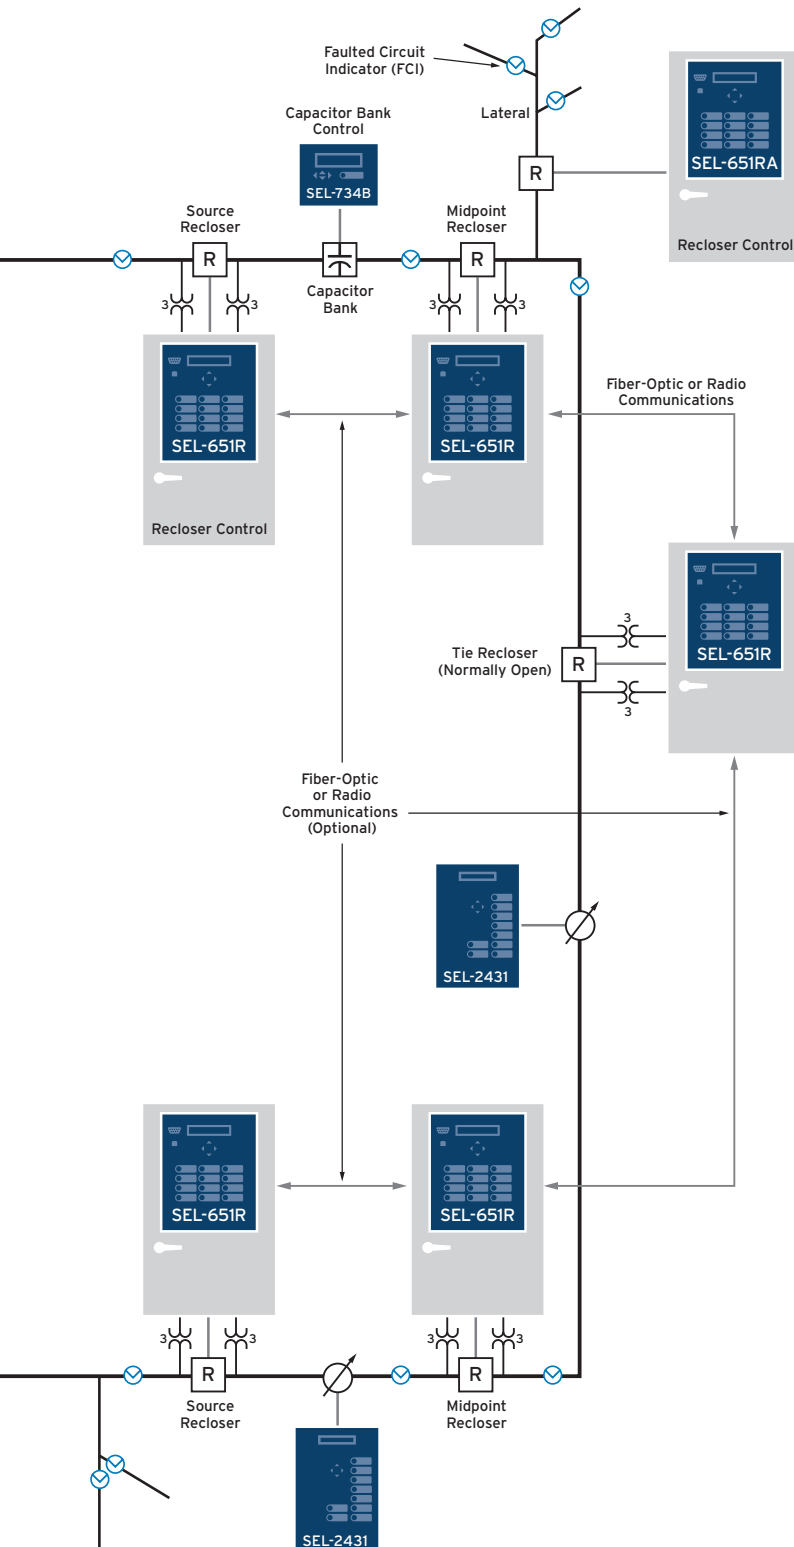 Faulted Circuit
Indicator (FCI)
Lateral
Capacitor Bank
Control
SEL-734B
R
SEL-651RA
Recloser Control
Source
Recloser
R
Capacitor
Bank
Midpoint
Recloser
R
3
3
3
3
SEL-651R
Recloser Control
SEL-651R
Fiber-Optic or Radio
Communications
SEL-651R
3
Tie Recloser
(Normally Open)
R
3
Fiber-Optic
or Radio
Communications
(Optional)
SEL-2431
SEL-651R
SEL-651R
3
3
3
3
R
R
Source
Recloser
Midpoint
Recloser
SEL-2431